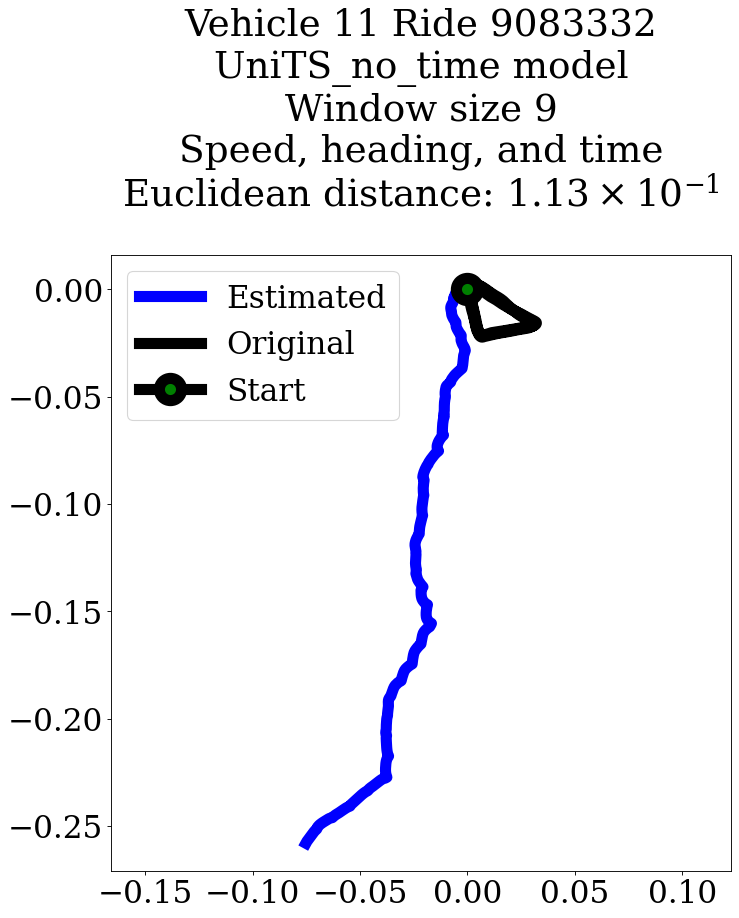 Vehicle 11 Ride 9083332
UniTS_no_time model
Window size 9
Speed, heading, and time
Euclidean distance: 1.13 × 10⁻¹
Estimated
Original
Start
0.00
−0.05
−0.10
−0.15
−0.20
−0.25
−0.15 −0.10 −0.05 0.00 0.05 0.10